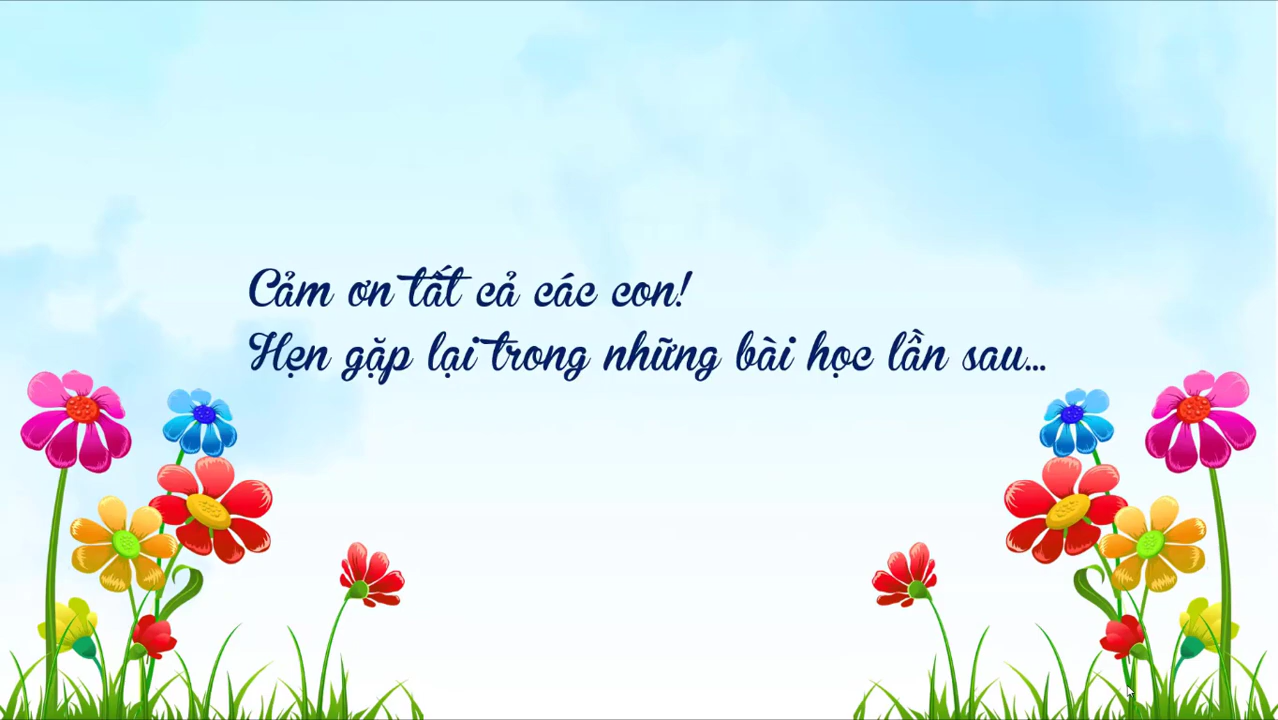 Cảm ơn tất cả các con!
Hẹn gặp lại trong những bài học lần sau...